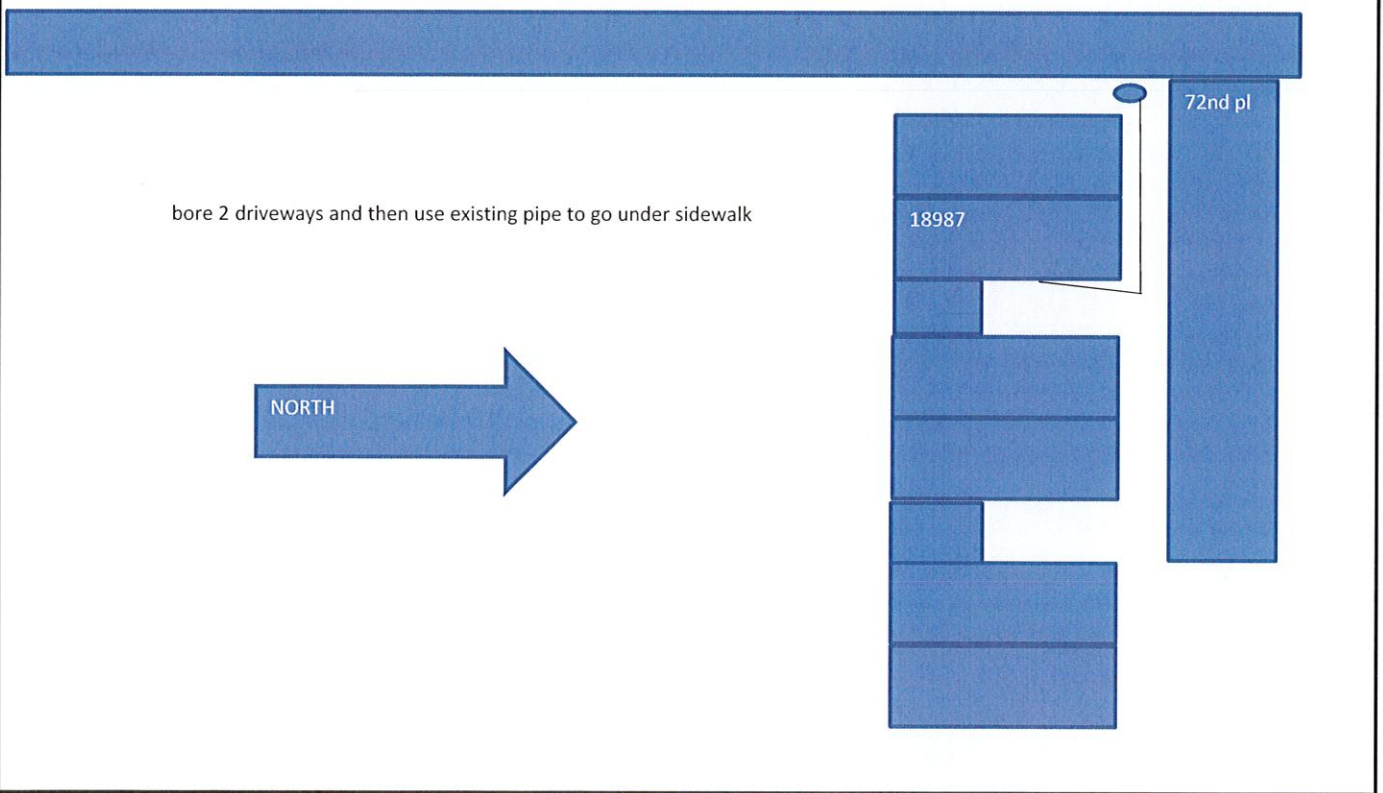 72nd pl
bore 2 driveways and then use existing pipe to go under sidewalk
18987
NORTH